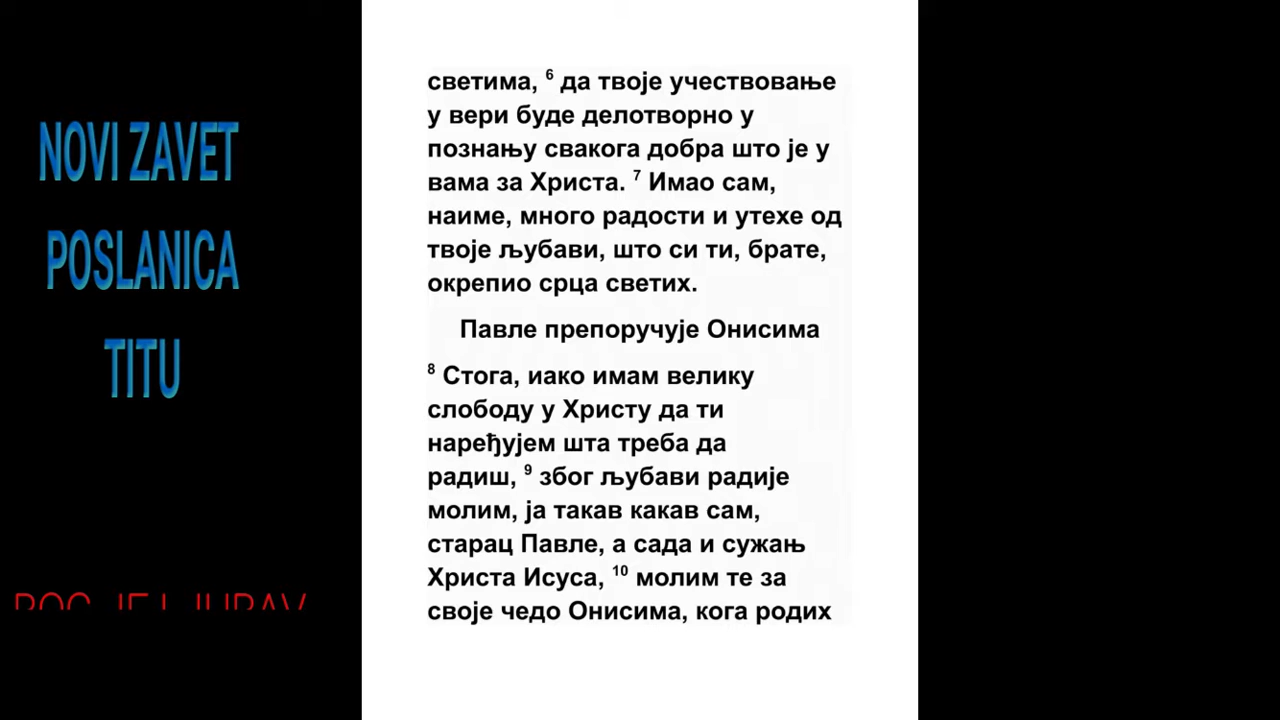 NOVI ZAVET
POSLANICA
TITU
светима, 6 да твоје учествовање
у вери буде делотворно у
познању свакога добра што је у
вама за Христа. 7 Имао сам,
наиме, много радости и утехе од
твоје љубави, што си ти, брате,
окрепио срца светих.
Павле препоручује Онисима
8 Стога, иако имам велику
слободу у Христу да ти
наређујем шта треба да
радиш, 9 због љубави радије
молим, ја такав какав сам,
старац Павле, а сада и сужањ
Христа Исуса, 10 молим те за
своје чедо Онисима, кога родих